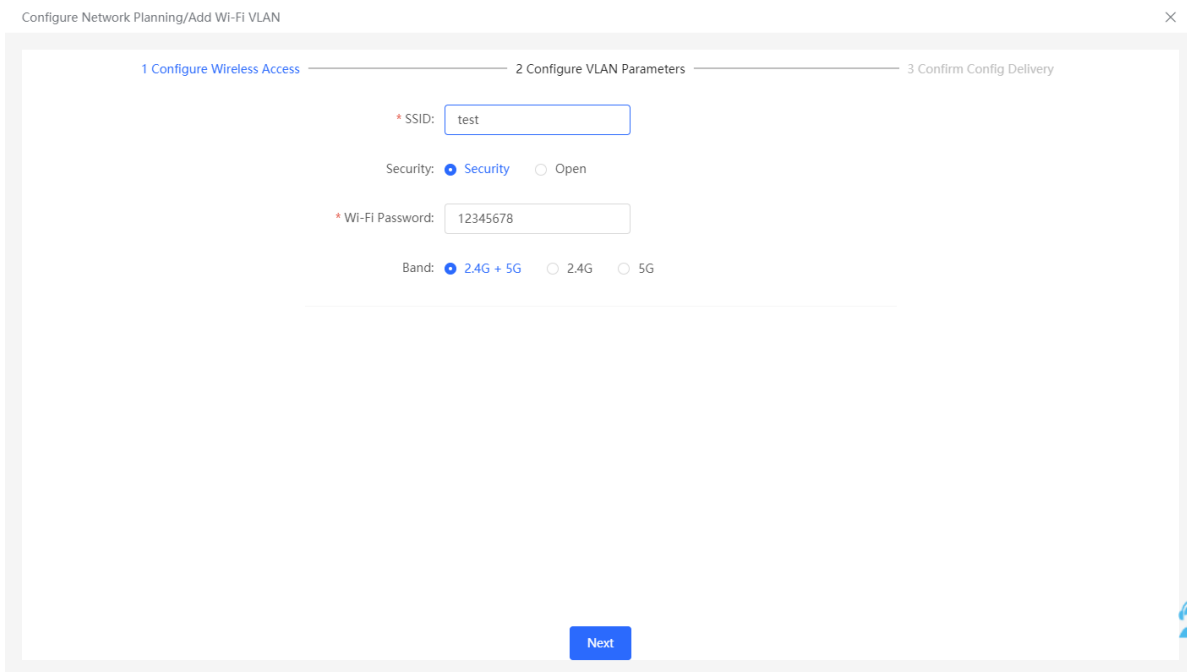 Configure Network Planning/Add Wi-Fi VLAN
1 Configure Wireless Access 2 Configure VLAN Parameters 3 Confirm Config Delivery
* SSID: test
Security: Security Open
* Wi-Fi Password: 12345678
Band: 2.4G + 5G 2.4G 5G
Next